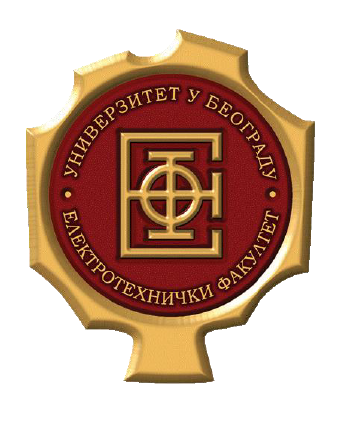 УНИВЕРЗИТЕТ У БЕОГРАДУ
ЕЛЕКТРОТЕХНИЧКИ ФАКУЛТЕТ